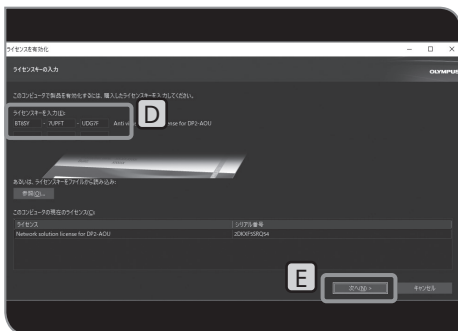 ライセンスを有効化
ライセンスキーの入力
OLYMPUS
このコンピュータで製品を有効化するには、購入したライセンスキーを入力してください。
ライセンスキーを入力(L):
BT85Y - 7UPFT - UDG7F Anti vi ense for DP2-AOU
D
あるいは、ライセンスキーをファイルから読み込み:
参照(O)...
このコンピュータの現在のライセンス(C):
ライセンス シリアル番号
Network solution license for DP2-AOU
E
次へ(N) > キャンセル